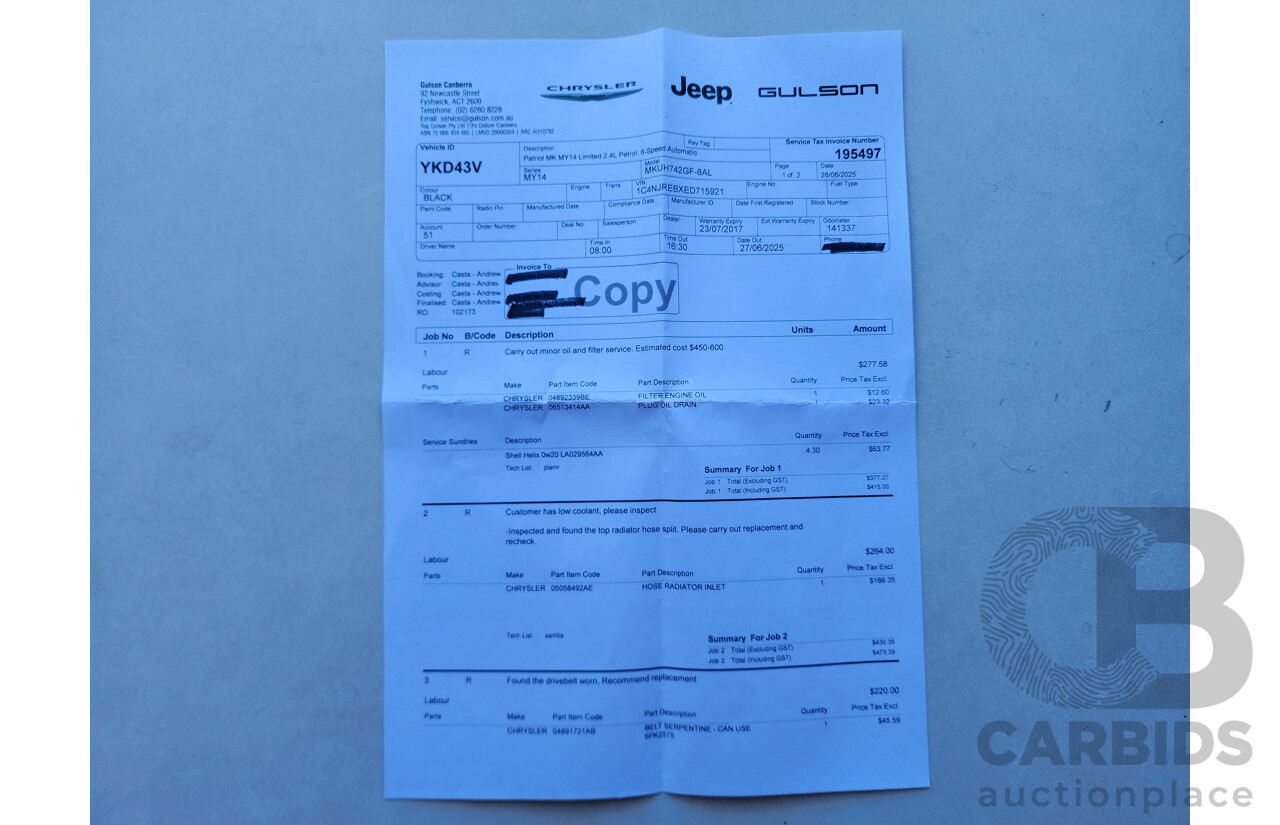 Gulson Canberra
92 Newcastle Street
Fyshwick, ACT 2609
Telephone: (02) 6280 8228
Email: service@gulson.com.au
CHRYSLER Jeep GULSON
Key Tag
Service Tax Invoice Number
195497
Vehicle ID
YKD43V
Description
Patriot MK MY14 Limited 2.4L Petrol, 6-Speed Automatic
Series
MY14
Model
MKUH742GF-8AL
Page
1 of 2
Date
26/06/2025
Colour
BLACK
Engine
Trans
VIN
1C4NJREBXED715921
Engine No.
Fuel Type
Paint Code
Radio Pin
Manufactured Date
Compliance Date
Manufacturer ID
Date First Registered
Stock Number
Account
51
Order Number
Deal No.
Salesperson
Dealer
Warranty Expiry
23/07/2017
Ext Warranty Expiry
Odometer
141337
Driver Name
Time In
08:00
Time Out
16:30
Date Out
27/06/2025
Phone
Booking: Casta - Andrew
Advisor: Casta - Andrew
Costing: Casta - Andrew
Finalised: Casta - Andrew
RO: 102173
Invoice To
Copy
Job No B/Code Description Units Amount
1 R Carry out minor oil and filter service. Estimated cost $450-600
Labour $277.58
Parts Make Part Item Code Part Description Quantity Price Tax Excl.
CHRYSLER 04892339BE FILTER ENGINE OIL 1 $12.60
CHRYSLER 06513414AA PLUG OIL DRAIN 1 $23.32
Service Sundries Description Quantity Price Tax Excl.
Shell Helix 0w20 LA029564AA 4.30 $63.77
Tech List
Summary For Job 1
Job 1 Total (Excluding GST) $377.27
Job 1 Total (Including GST) $415.00
2 R Customer has low coolant, please inspect
-Inspected and found the top radiator hose split. Please carry out replacement and
recheck.
Labour $264.00
Parts Make Part Item Code Part Description Quantity Price Tax Excl.
CHRYSLER 05058492AE HOSE RADIATOR INLET 1 $166.35
Tech List
Summary For Job 2
Job 2 Total (Excluding GST) $430.35
Job 2 Total (Including GST) $473.39
3 R Found the drivebelt worn, Recommend replacement
Labour $220.00
Parts Make Part Item Code Part Description Quantity Price Tax Excl.
CHRYSLER 04891721AB BELT SERPENTINE - CAN USE 1 $45.59
6PK2575
CB
CARBIDS
auctionplace